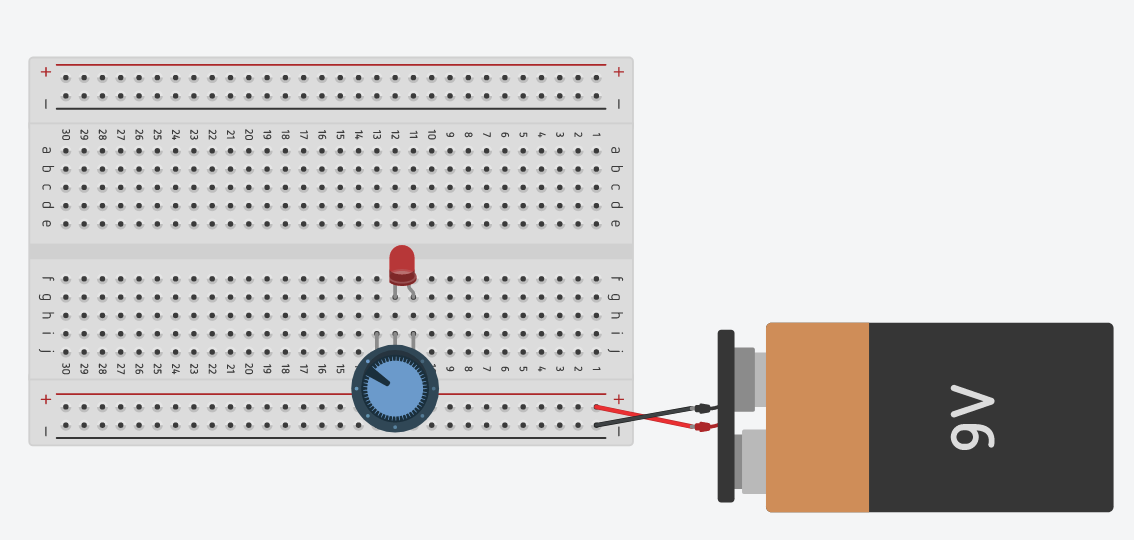 + +
− −
30 29 28 27 26 25 24 23 22 21 20 19 18 17 16 15 14 13 12 11 10 9 8 7 6 5 4 3 2 1
a a
b b
c c
d d
e e
f f
g g
h h
i i
j j
30 29 28 27 26 25 24 23 22 21 20 19 18 17 16 15 9 8 7 6 5 4 3 2 1
+ +
− −
9V